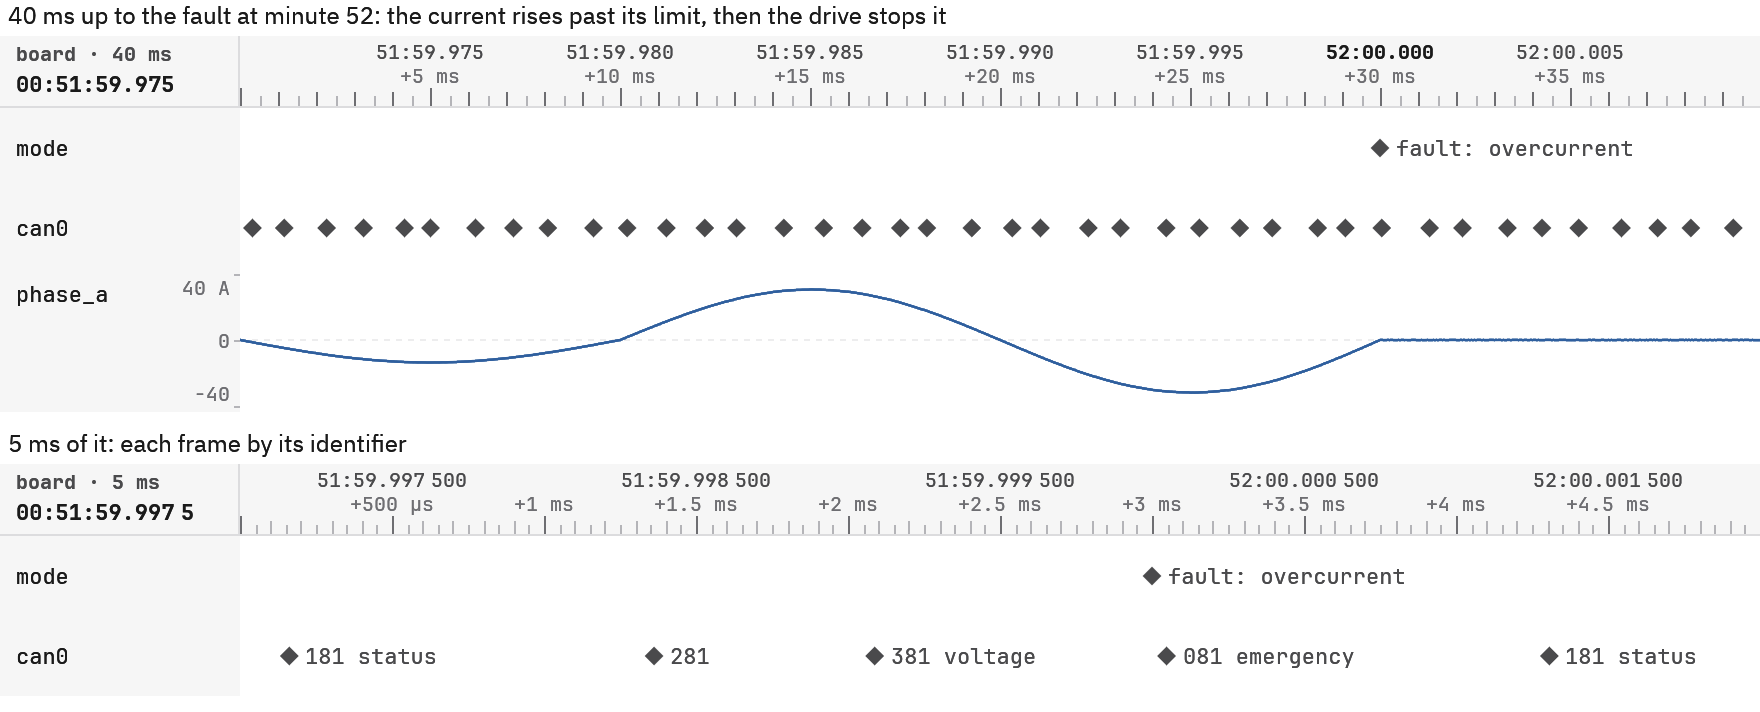 40 ms up to the fault at minute 52: the current rises past its limit, then the drive stops it
board · 40 ms
00:51:59.975
51:59.975 51:59.980 51:59.985 51:59.990 51:59.995 52:00.000 52:00.005
+5 ms +10 ms +15 ms +20 ms +25 ms +30 ms +35 ms
mode
fault: overcurrent
can0
phase_a
40 A
0
-40
5 ms of it: each frame by its identifier
board · 5 ms
00:51:59.997 5
51:59.997 500 51:59.998 500 51:59.999 500 52:00.000 500 52:00.001 500
+500 µs +1 ms +1.5 ms +2 ms +2.5 ms +3 ms +3.5 ms +4 ms +4.5 ms
mode
fault: overcurrent
can0
181 status 281 381 voltage 081 emergency 181 status